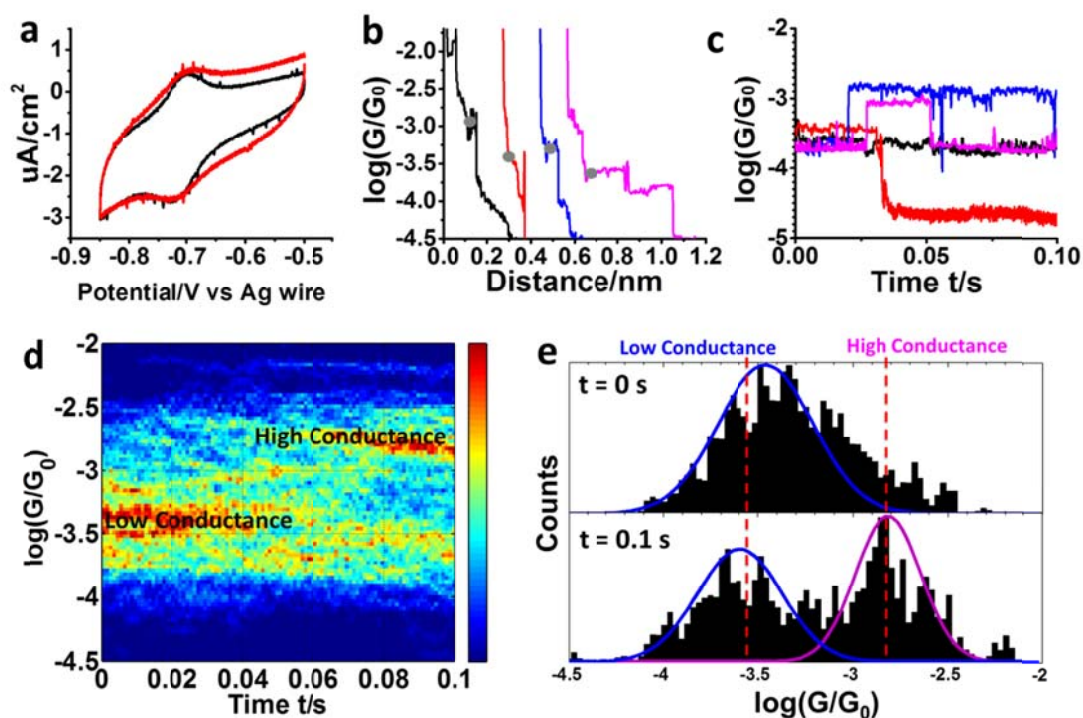 a
uA/cm²
1
0
-1
-2
-3
-0.9 -0.8 -0.7 -0.6 -0.5
Potential/V vs Ag wire
b
log(G/G₀)
-2.0
-2.5
-3.0
-3.5
-4.0
-4.5
0.0 0.2 0.4 0.6 0.8 1.0 1.2
Distance/nm
c
log(G/G₀)
-2
-3
-4
-5
0.00 0.05 0.10
Time t/s
d
log(G/G₀)
-2
-2.5
-3
-3.5
-4
-4.5
High Conductance
Low Conductance
0 0.02 0.04 0.06 0.08 0.1
Time t/s
e
Low Conductance High Conductance
t = 0 s
Counts
t = 0.1 s
-4.5 -4 -3.5 -3 -2.5 -2
log(G/G₀)